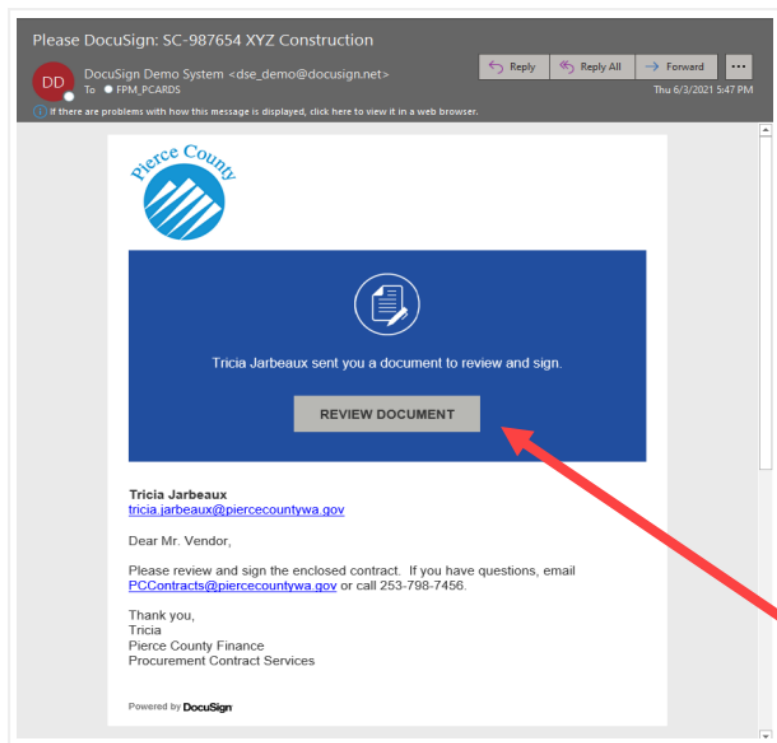 Please DocuSign: SC-987654 XYZ Construction
DD
DocuSign Demo System <dse_demo@docusign.net>
To FPM_PCARDS
Reply
Reply All
Forward
Thu 6/3/2021 5:47 PM
If there are problems with how this message is displayed, click here to view it in a web browser.
Pierce County
Tricia Jarbeaux sent you a document to review and sign.
REVIEW DOCUMENT
Tricia Jarbeaux
tricia.jarbeaux@piercecountywa.gov
Dear Mr. Vendor,
Please review and sign the enclosed contract. If you have questions, email
PCContracts@piercecountywa.gov or call 253-798-7456.
Thank you,
Tricia
Pierce County Finance
Procurement Contract Services
Powered by DocuSign